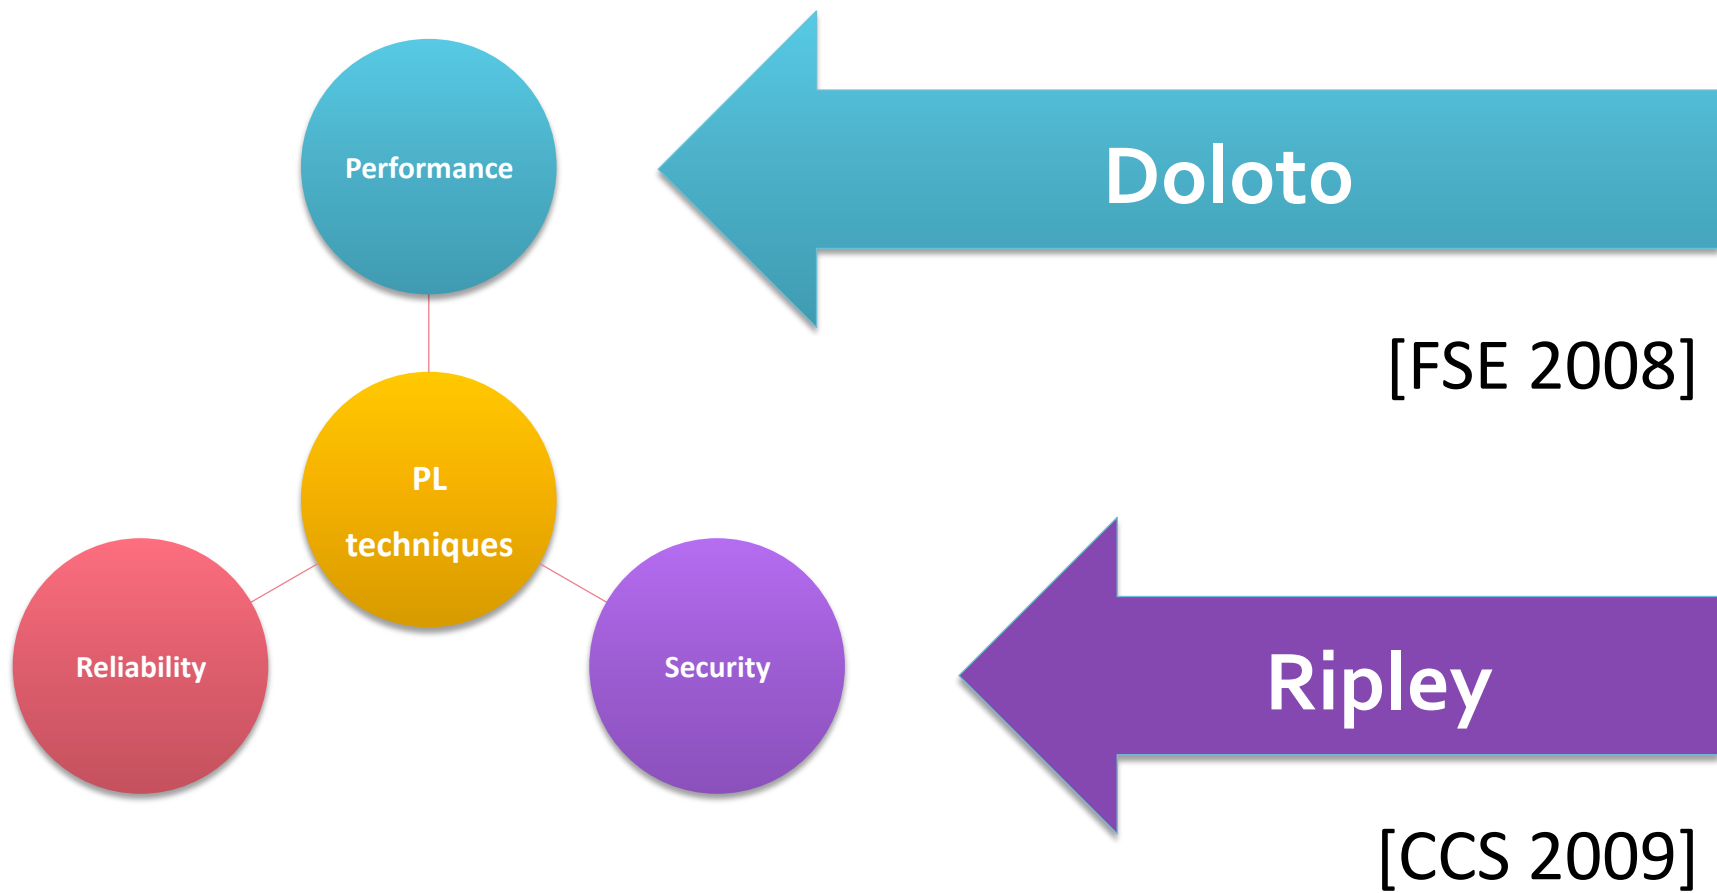 Performance
Doloto
[FSE 2008]
PL
techniques
Reliability
Security
Ripley
[CCS 2009]